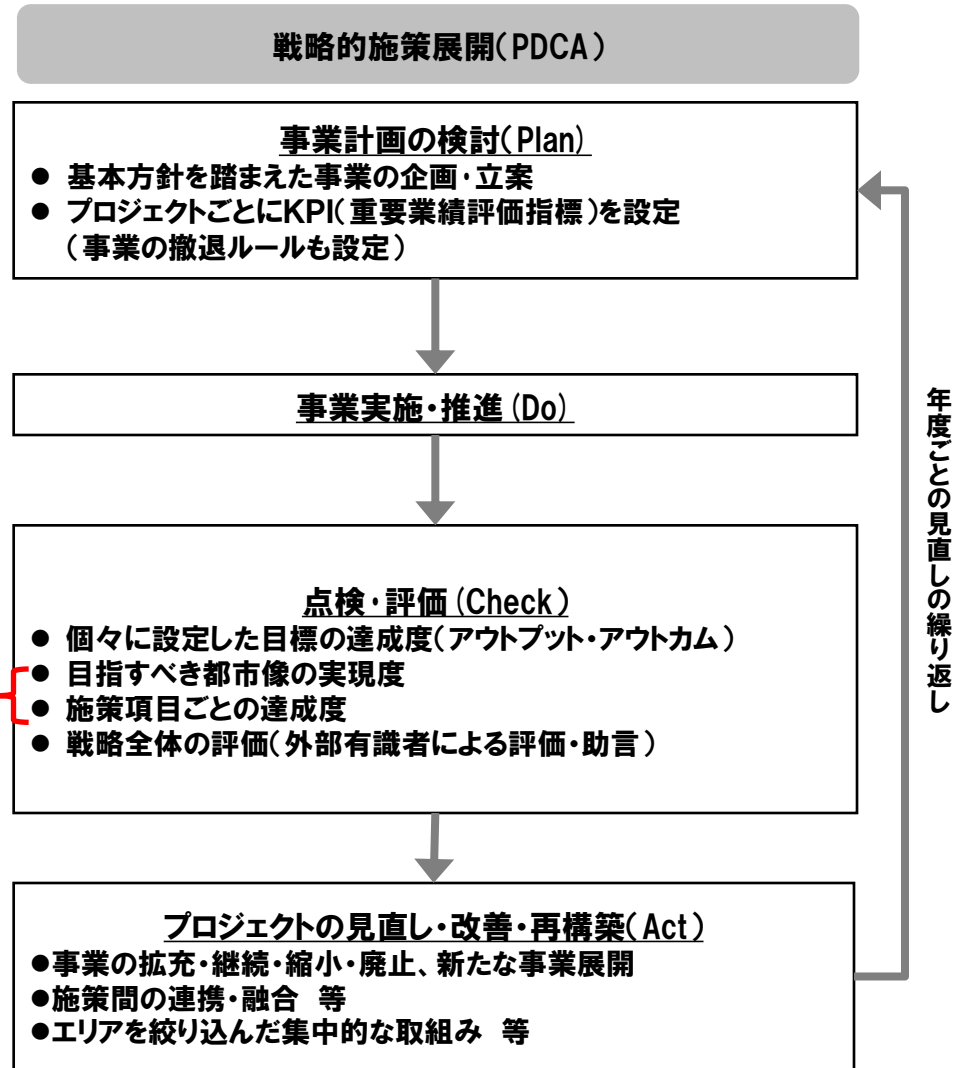 戦略的施策展開(PDCA)
事業計画の検討(Plan)
● 基本方針を踏まえた事業の企画・立案
● プロジェクトごとにKPI(重要業績評価指標)を設定
(事業の撤退ルールも設定)
事業実施・推進(Do)
点検・評価(Check)
● 個々に設定した目標の達成度(アウトプット・アウトカム)
● 目指すべき都市像の実現度
● 施策項目ごとの達成度
● 戦略全体の評価(外部有識者による評価・助言)
プロジェクトの見直し・改善・再構築(Act)
●事業の拡充・継続・縮小・廃止、新たな事業展開
●施策間の連携・融合 等
●エリアを絞り込んだ集中的な取組み 等
年度ごとの見直しの繰り返し